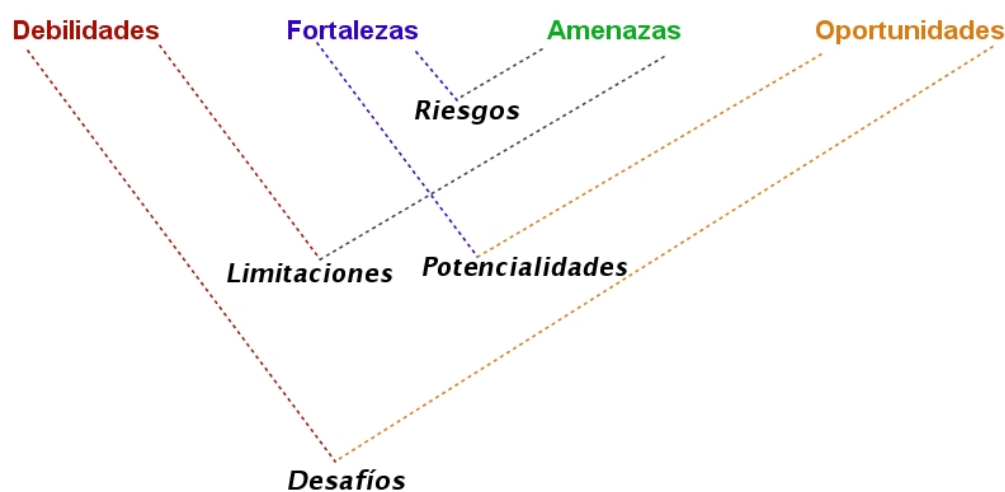 Debilidades Fortalezas Amenazas Oportunidades
Riesgos
Limitaciones Potencialidades
Desafíos